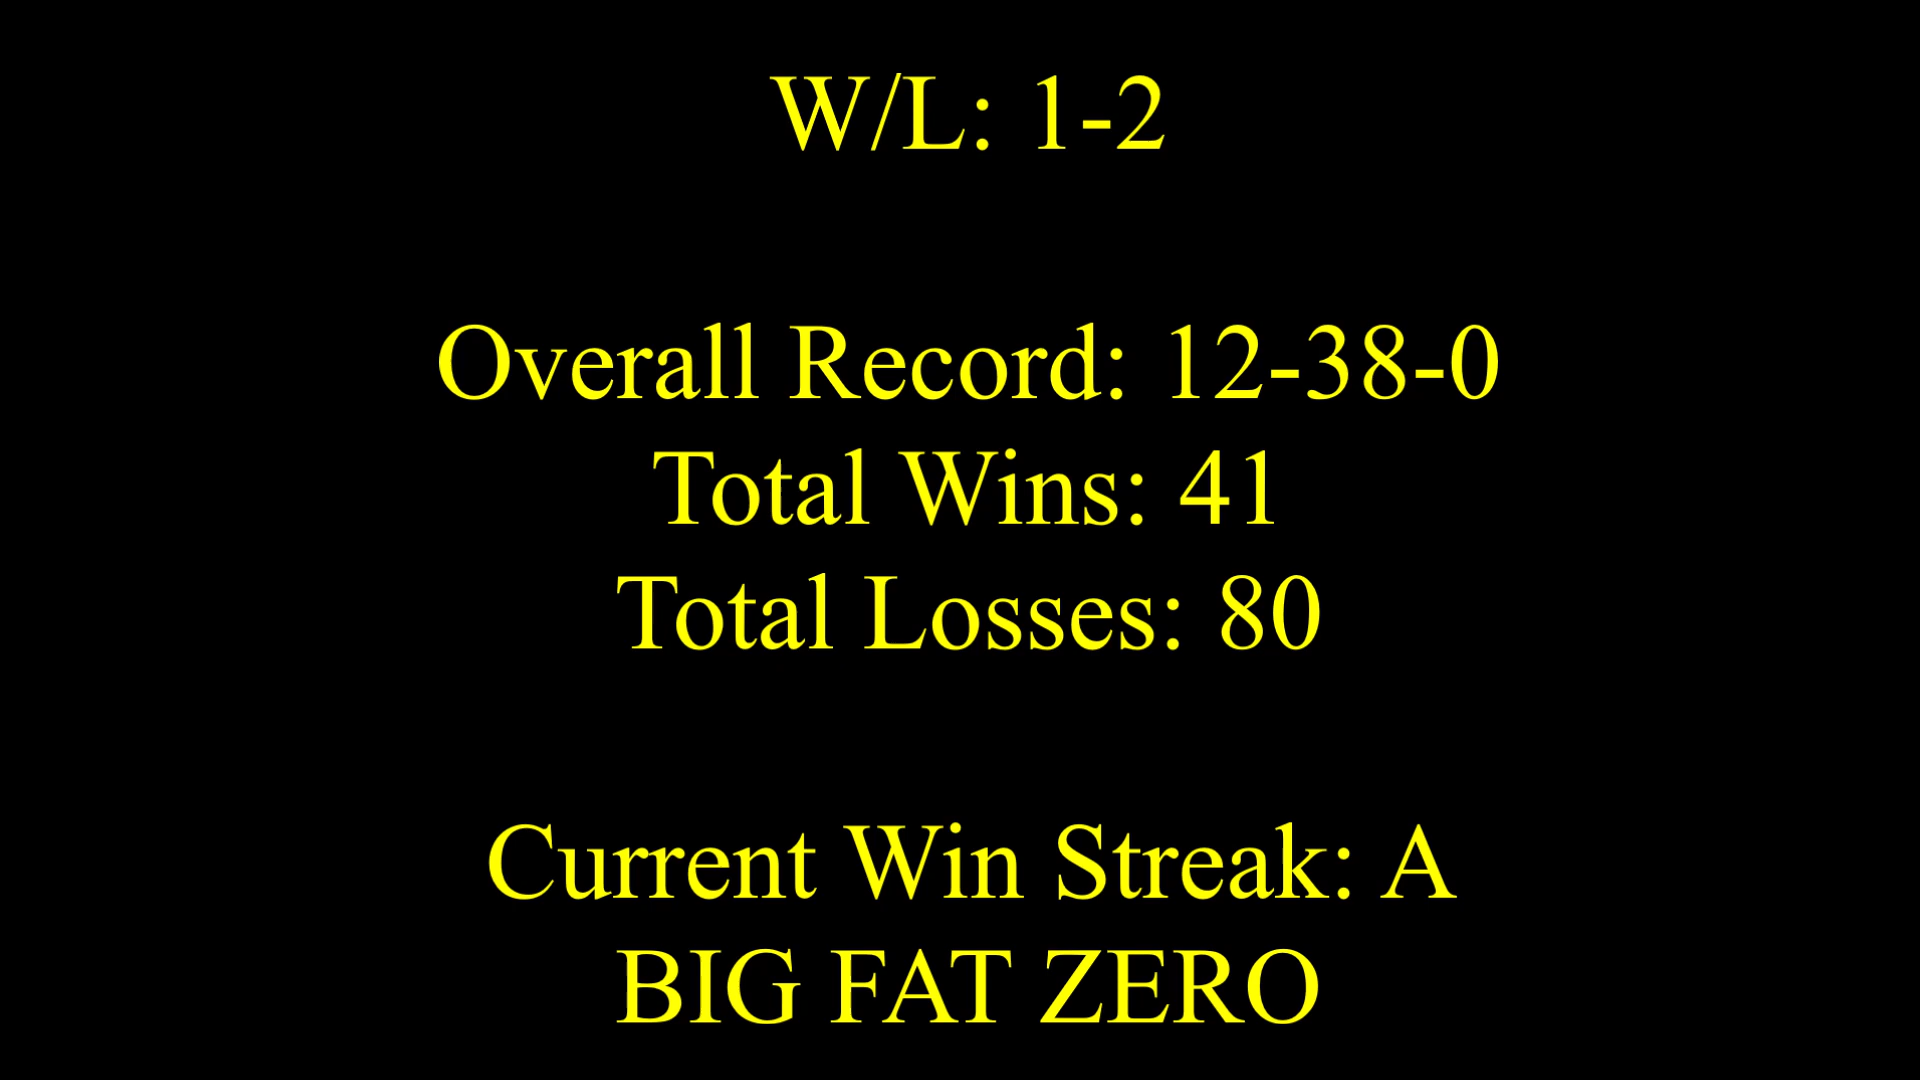 W/L: 1-2
Overall Record: 12-38-0
Total Wins: 41
Total Losses: 80
Current Win Streak: A
BIG FAT ZERO